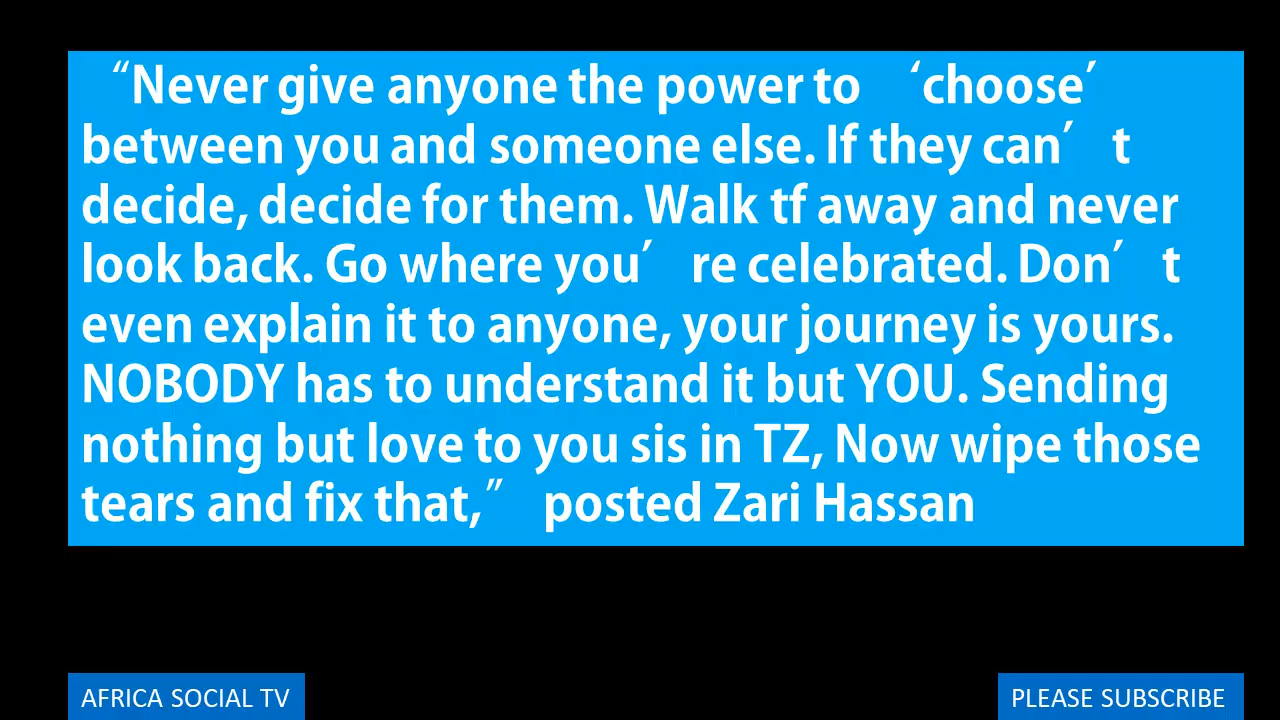 “Never give anyone the power to ‘choose’
between you and someone else. If they can’ t
decide, decide for them. Walk tf away and never
look back. Go where you’ re celebrated. Don’ t
even explain it to anyone, your journey is yours.
NOBODY has to understand it but YOU. Sending
nothing but love to you sis in TZ, Now wipe those
tears and fix that,” posted Zari Hassan
AFRICA SOCIAL TV
PLEASE SUBSCRIBE